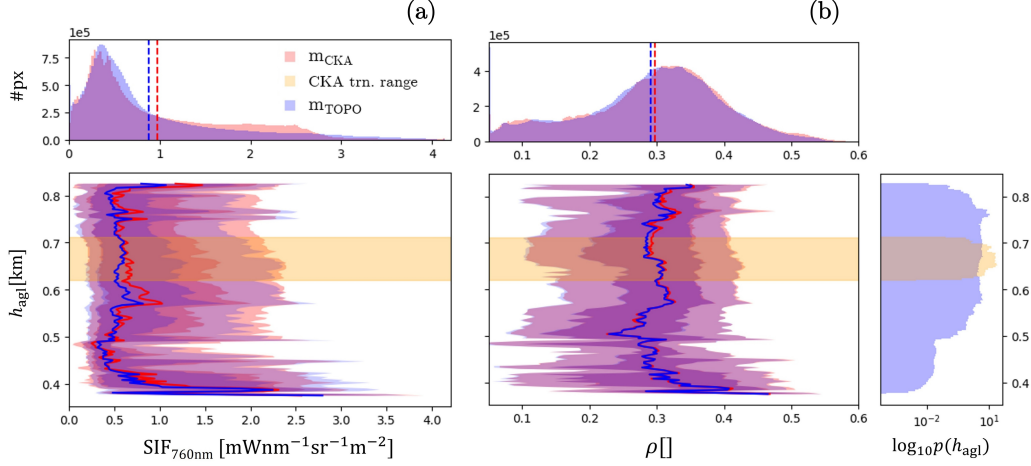 (a)
(b)
1e5
1e5
#px
7.5
5.0
2.5
0.0
0 1 2 3 4
m_CKA
CKA trn. range
m_TOPO
4
2
0
0.1 0.2 0.3 0.4 0.5 0.6
h_agl[km]
0.8
0.7
0.6
0.5
0.4
0.0 0.5 1.0 1.5 2.0 2.5 3.0 3.5 4.0
SIF_760nm [mWnm⁻¹sr⁻¹m⁻²]
0.1 0.2 0.3 0.4 0.5 0.6
ρ[]
0.8
0.7
0.6
0.5
0.4
10⁻² 10¹
log₁₀p(h_agl)